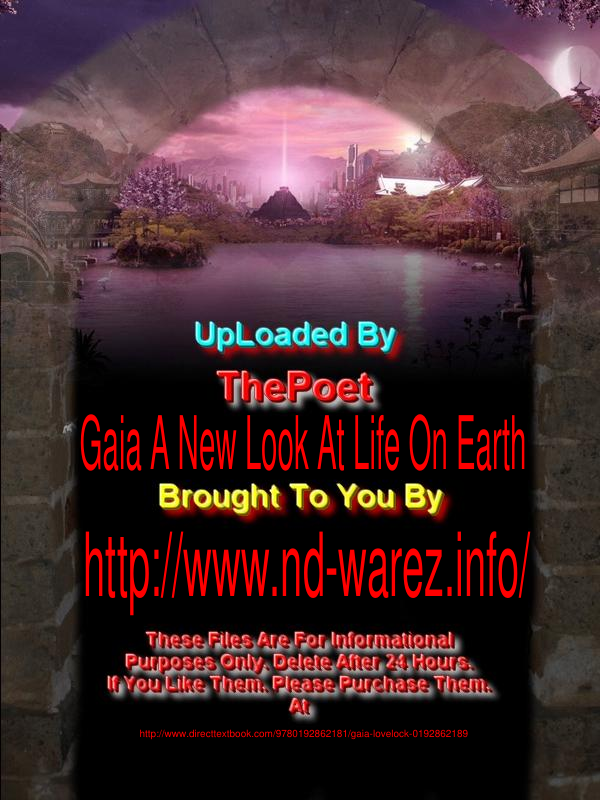 UpLoaded By
ThePoet
Gaia A New Look At Life On Earth
Brought To You By
http://www.nd-warez.info/
These Files Are For Informational
Purposes Only. Delete After 24 Hours.
If You Like Them. Please Purchase Them.
At
http://www.directtextbook.com/9780192862181/gaia-lovelock-0192862189